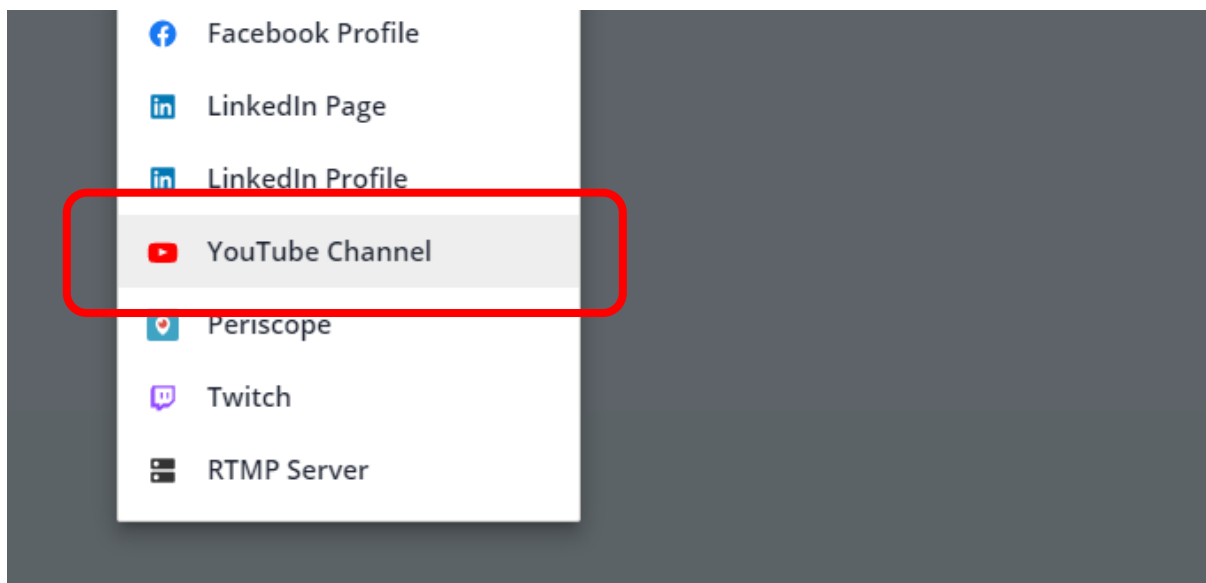 Facebook Profile
LinkedIn Page
LinkedIn Profile
YouTube Channel
Periscope
Twitch
RTMP Server